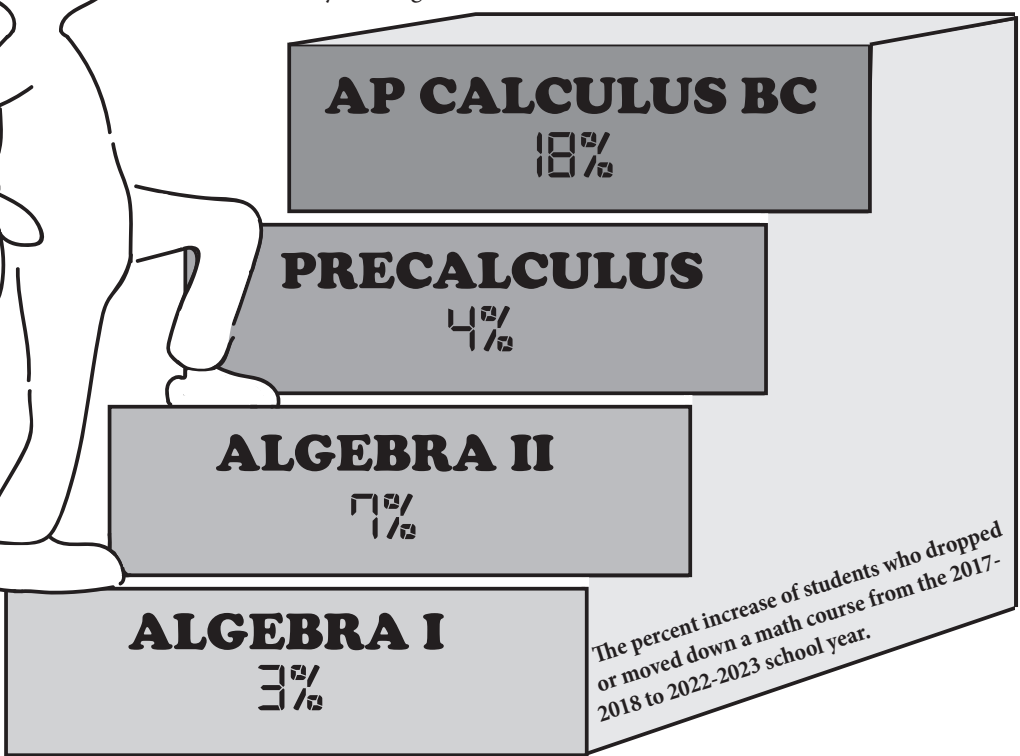 AP CALCULUS BC
18%
PRECALCULUS
4%
ALGEBRA II
7%
ALGEBRA I
3%
The percent increase of students who dropped
or moved down a math course from the 2017-
2018 to 2022-2023 school year.